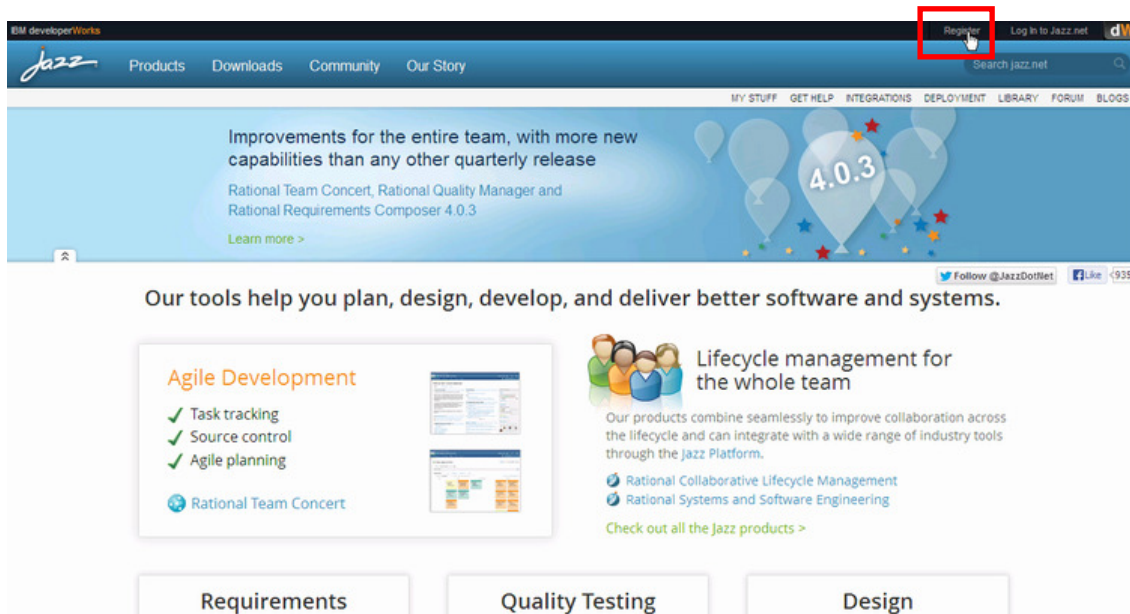 IBM developerWorks
Register Log In to Jazz.net dW
Jazz Products Downloads Community Our Story Search jazz.net
MY STUFF GET HELP INTEGRATIONS DEPLOYMENT LIBRARY FORUM BLOGS
Improvements for the entire team, with more new
capabilities than any other quarterly release
Rational Team Concert, Rational Quality Manager and
Rational Requirements Composer 4.0.3
Learn more >
4.0.3
Follow @JazzDotNet Like 935
Our tools help you plan, design, develop, and deliver better software and systems.
Agile Development
Task tracking
Source control
Agile planning
Rational Team Concert
Lifecycle management for
the whole team
Our products combine seamlessly to improve collaboration across
the lifecycle and can integrate with a wide range of industry tools
through the Jazz Platform.
Rational Collaborative Lifecycle Management
Rational Systems and Software Engineering
Check out all the Jazz products >
Requirements Quality Testing Design